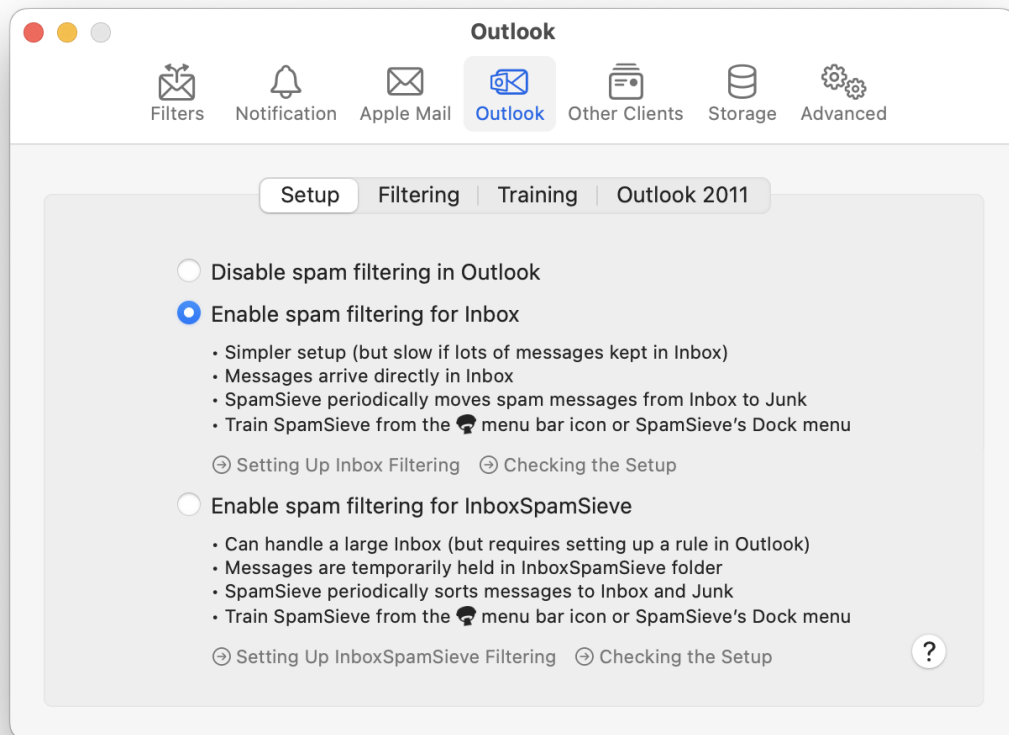 Outlook
Filters Notification Apple Mail Outlook Other Clients Storage Advanced
Setup Filtering Training Outlook 2011
Disable spam filtering in Outlook
Enable spam filtering for Inbox
• Simpler setup (but slow if lots of messages kept in Inbox)
• Messages arrive directly in Inbox
• SpamSieve periodically moves spam messages from Inbox to Junk
• Train SpamSieve from the menu bar icon or SpamSieve’s Dock menu
Setting Up Inbox Filtering Checking the Setup
Enable spam filtering for InboxSpamSieve
• Can handle a large Inbox (but requires setting up a rule in Outlook)
• Messages are temporarily held in InboxSpamSieve folder
• SpamSieve periodically sorts messages to Inbox and Junk
• Train SpamSieve from the menu bar icon or SpamSieve’s Dock menu
Setting Up InboxSpamSieve Filtering Checking the Setup
?